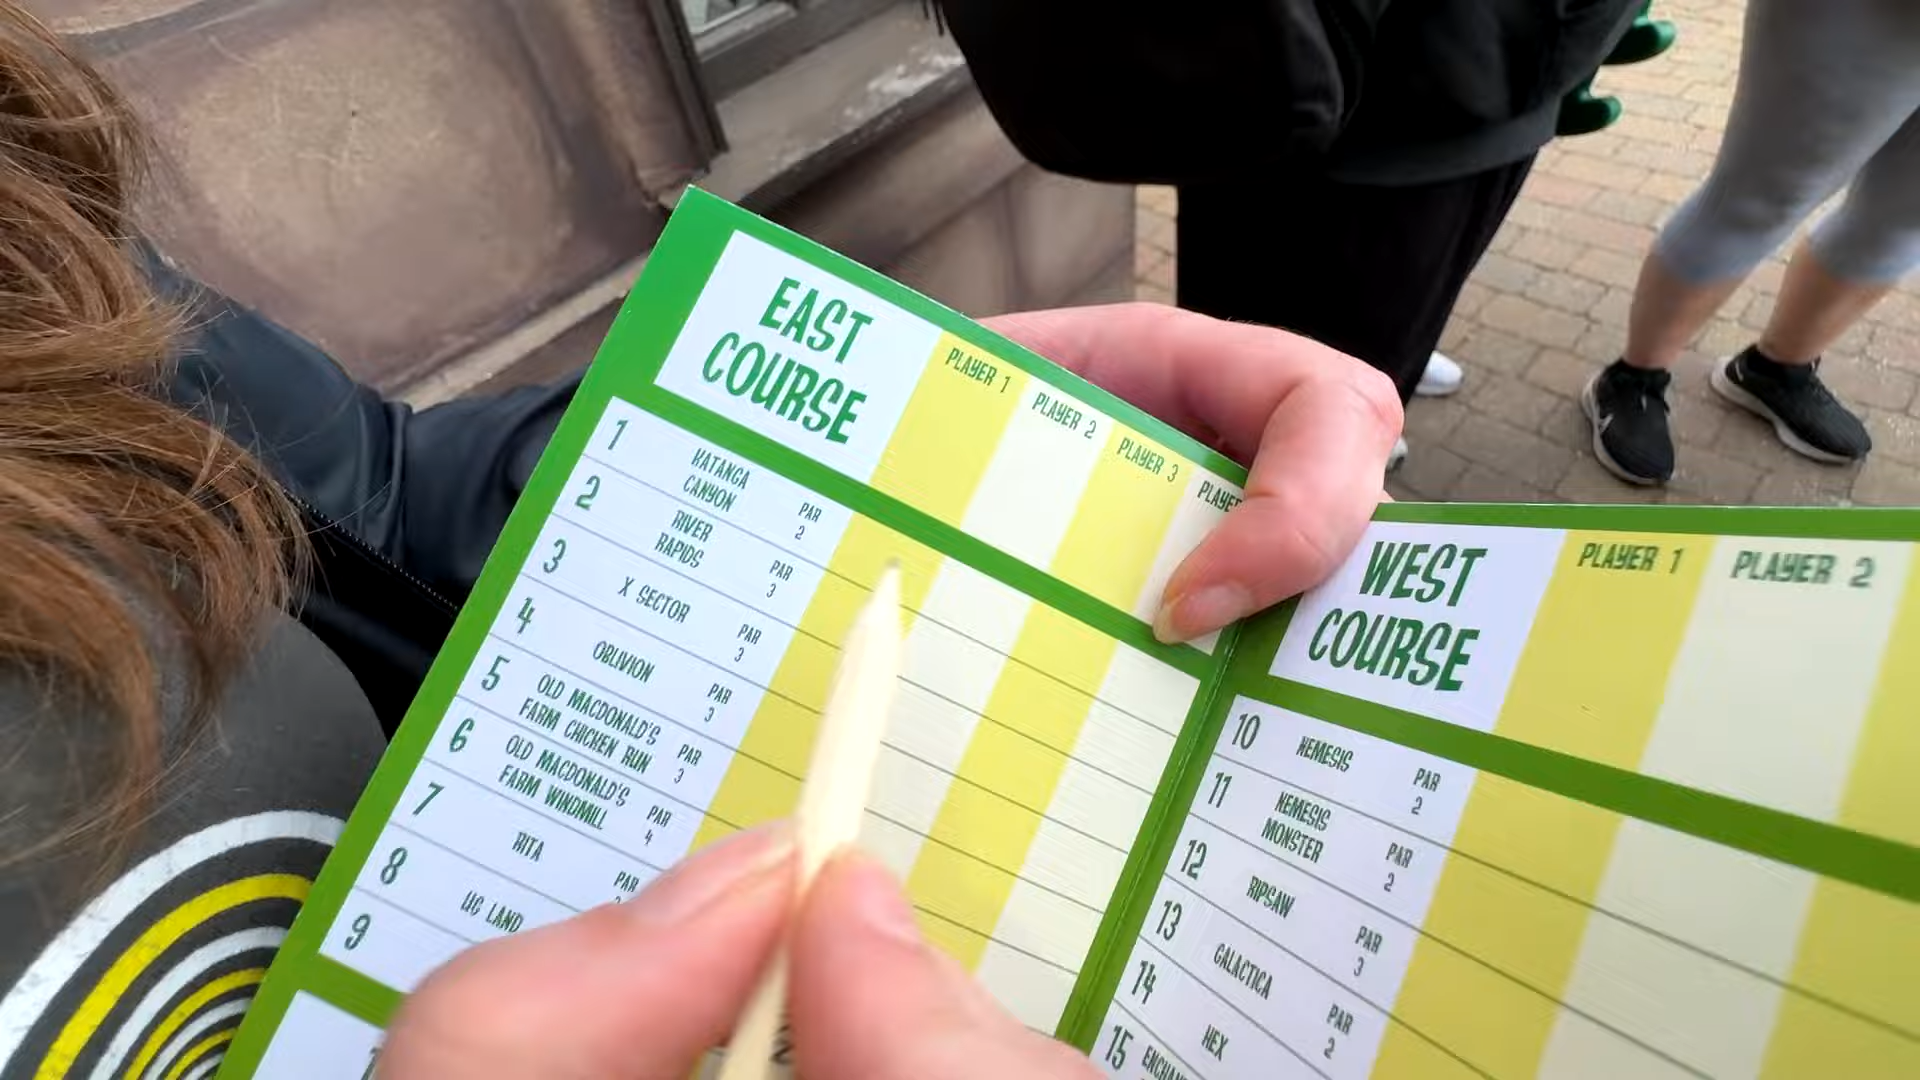 EAST
COURSE
PLAYER 1
PLAYER 2
PLAYER 3
PLAYER
1
KATANGA
CANYON
PAR
2
2
RIVER
RAPIDS
PAR
3
3
X SECTOR
PAR
3
4
OBLIVION
PAR
3
5
OLD MACDONALD'S
FARM CHICKEN RUN
PAR
3
6
OLD MACDONALD'S
FARM WINDMILL
PAR
4
7
RITA
PAR
8
UG LAND
9
WEST
COURSE
PLAYER 1
PLAYER 2
10
NEMESIS
PAR
2
11
NEMESIS
MONSTER
PAR
2
12
RIPSAW
PAR
3
13
GALACTICA
PAR
2
14
HEX
15